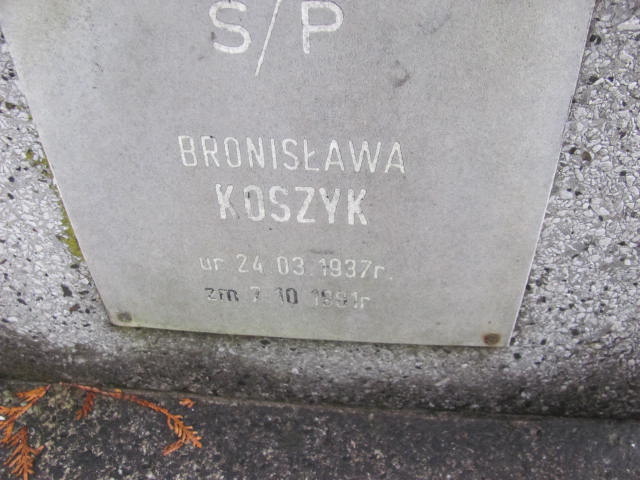 S/P
BRONISŁAWA
KOSZYK
ur 24.03.1937r.
zm 7.10.1991r